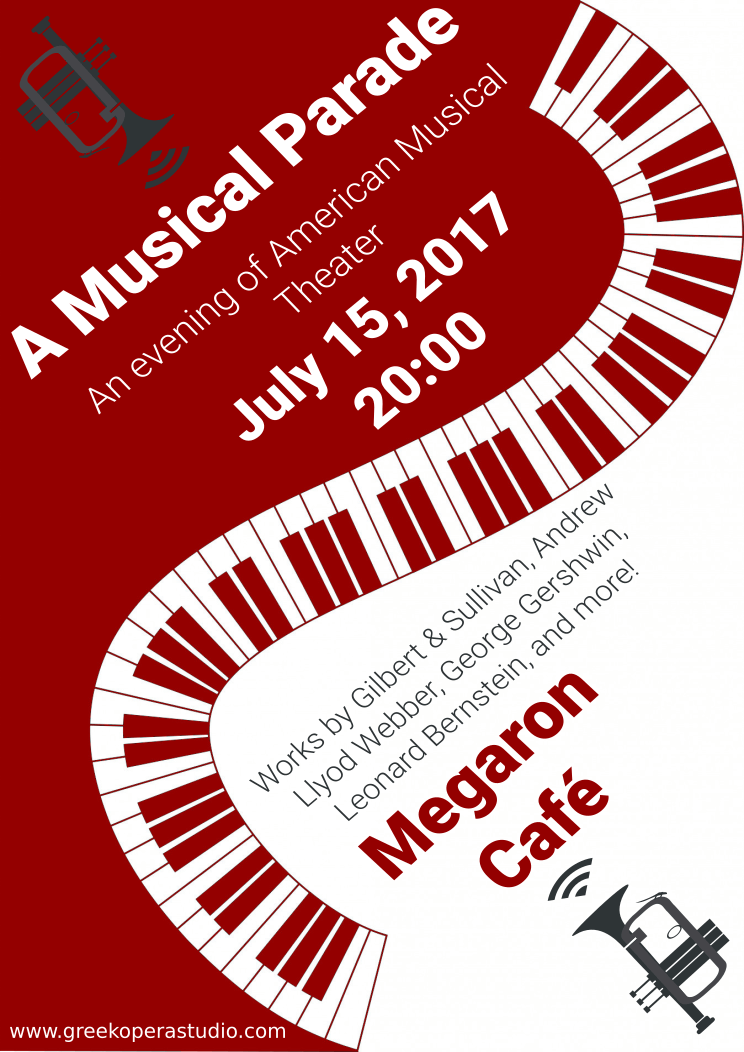 A Musical Parade
An evening of American Musical
Theater
July 15, 2017
20:00
Works by Gilbert & Sullivan, Andrew
Llyod Webber, George Gershwin,
Leonard Bernstein, and more!
Megaron
Café
www.greekoperastudio.com